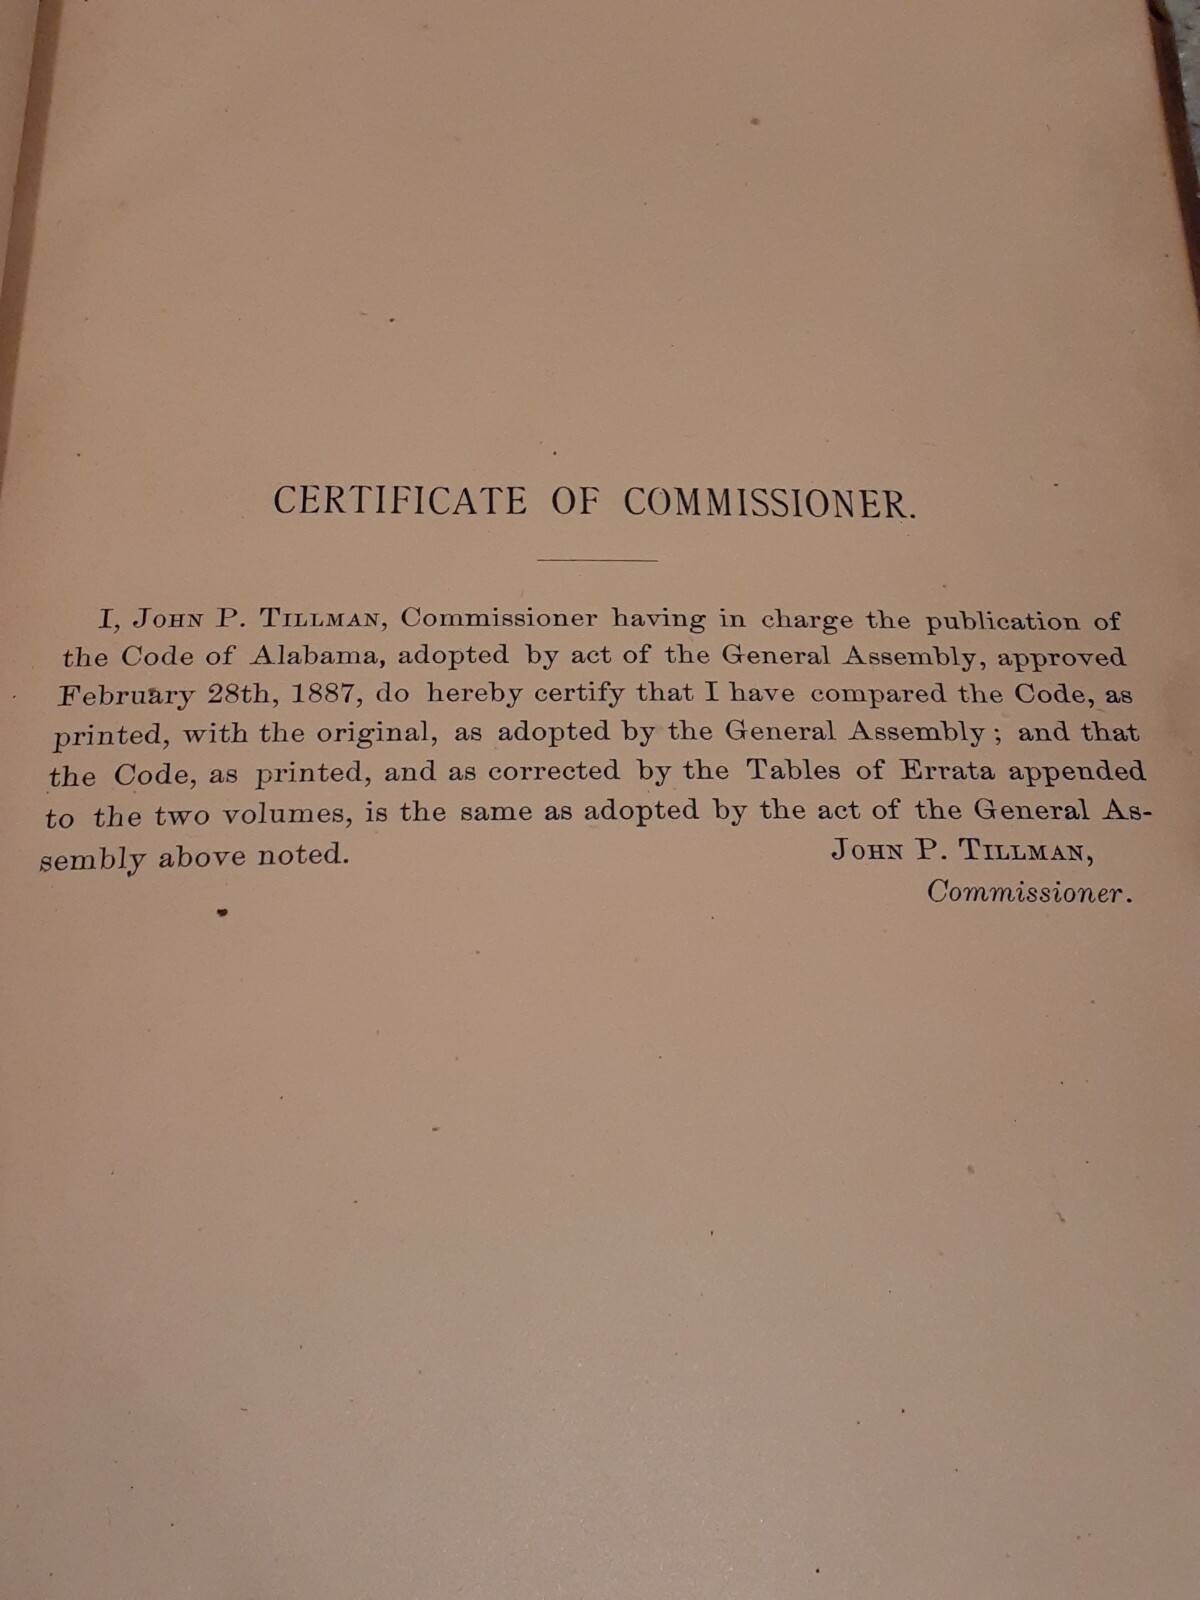 CERTIFICATE OF COMMISSIONER.
I, JOHN P. TILLMAN, Commissioner having in charge the publication of
the Code of Alabama, adopted by act of the General Assembly, approved
February 28th, 1887, do hereby certify that I have compared the Code, as
printed, with the original, as adopted by the General Assembly; and that
the Code, as printed, and as corrected by the Tables of Errata appended
to the two volumes, is the same as adopted by the act of the General As-
sembly above noted.
JOHN P. TILLMAN,
Commissioner.